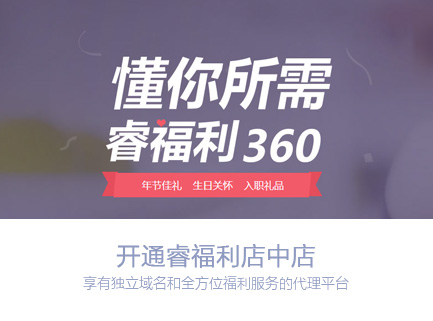 懂你所需
睿福利360
年节佳礼 生日关怀 入职礼品
开通睿福利店中店
享有独立域名和全方位福利服务的代理平台